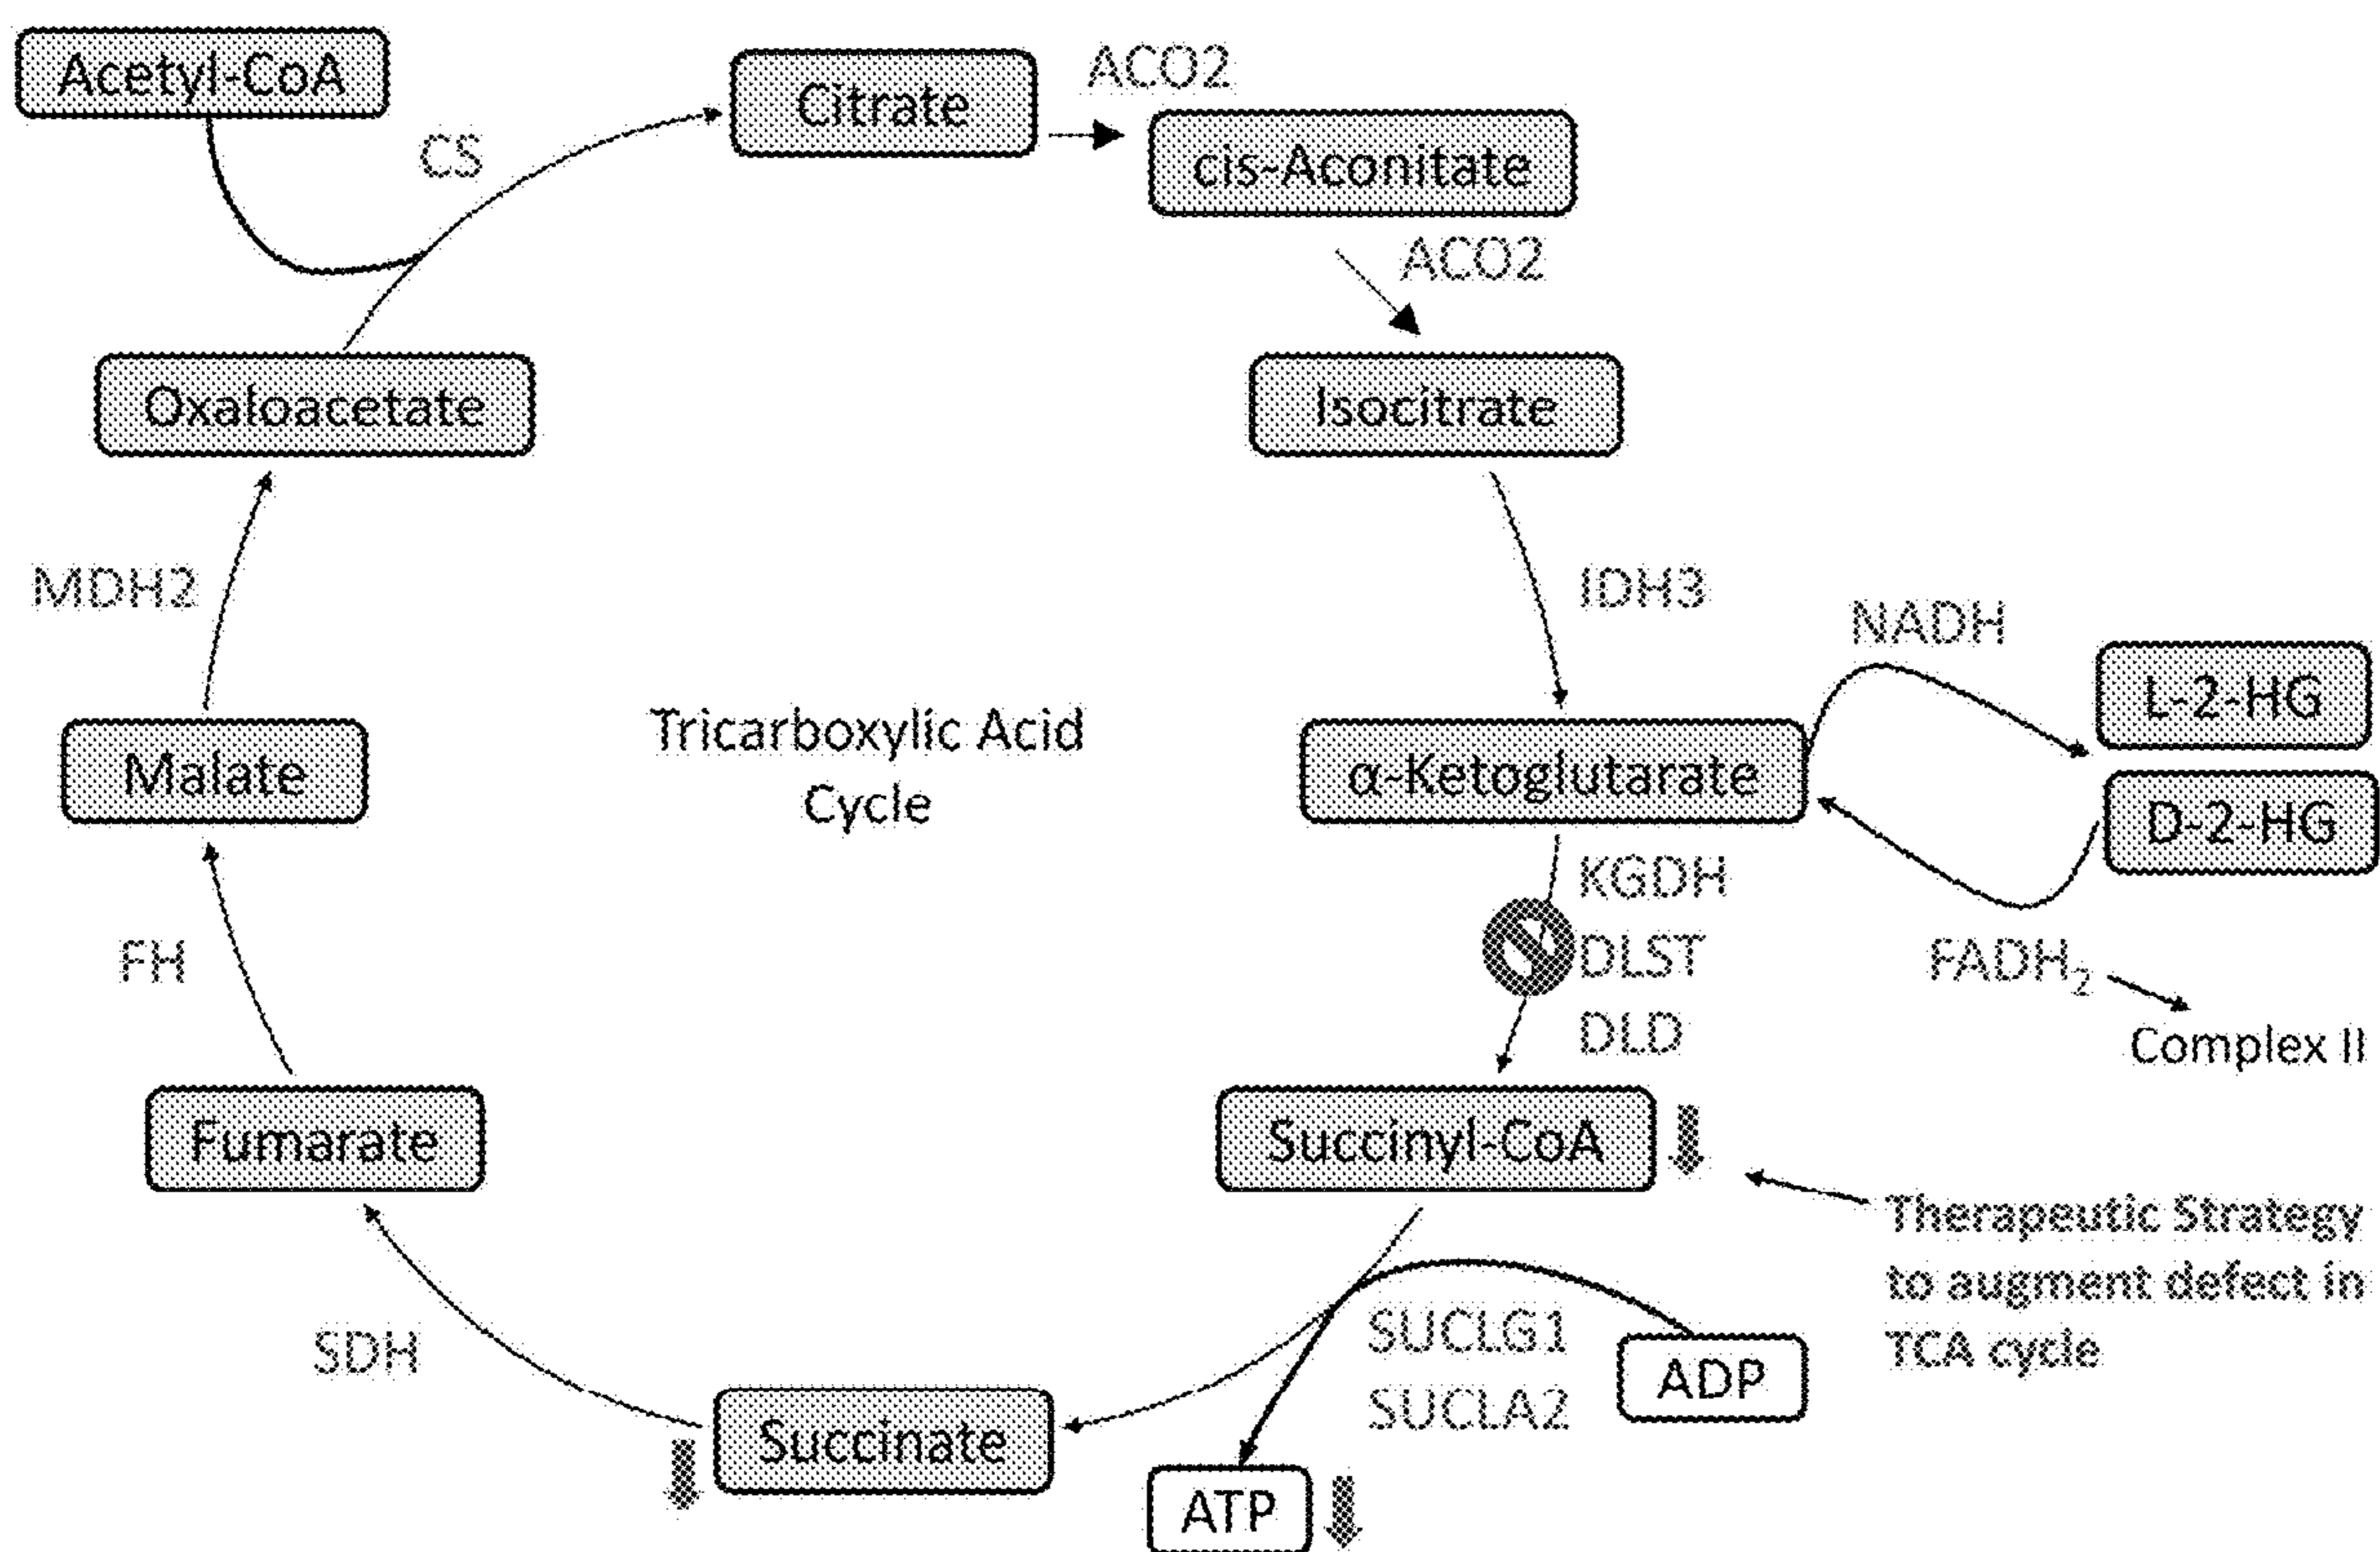 Acetyl-CoA
CS
Citrate
ACO2
cis-Aconitate
ACO2
Oxaloacetate
Isocitrate
MDH2
IDH3
NADH
L-2-HG
Tricarboxylic Acid
Cycle
Malate
α-Ketoglutarate
D-2-HG
KGDH
DLST
DLD
FH
FADH₂
Complex II
Fumarate
Succinyl-CoA
Therapeutic Strategy
to augment defect in
TCA cycle
SUCLG1
SUCLA2
ADP
SDH
Succinate
ATP